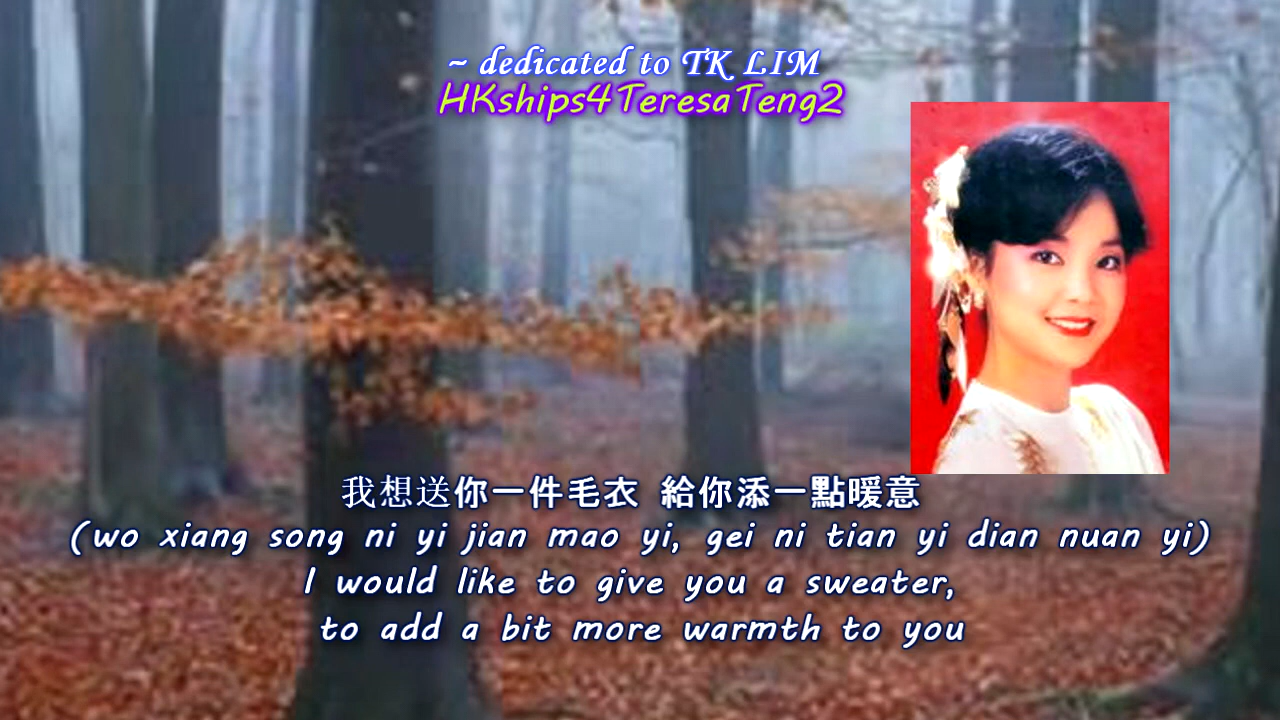 ~ dedicated to TK LIM
HKships4TeresaTeng2
我想送你一件毛衣 給你添一點暖意
(wo xiang song ni yi jian mao yi, gei ni tian yi dian nuan yi)
I would like to give you a sweater,
to add a bit more warmth to you